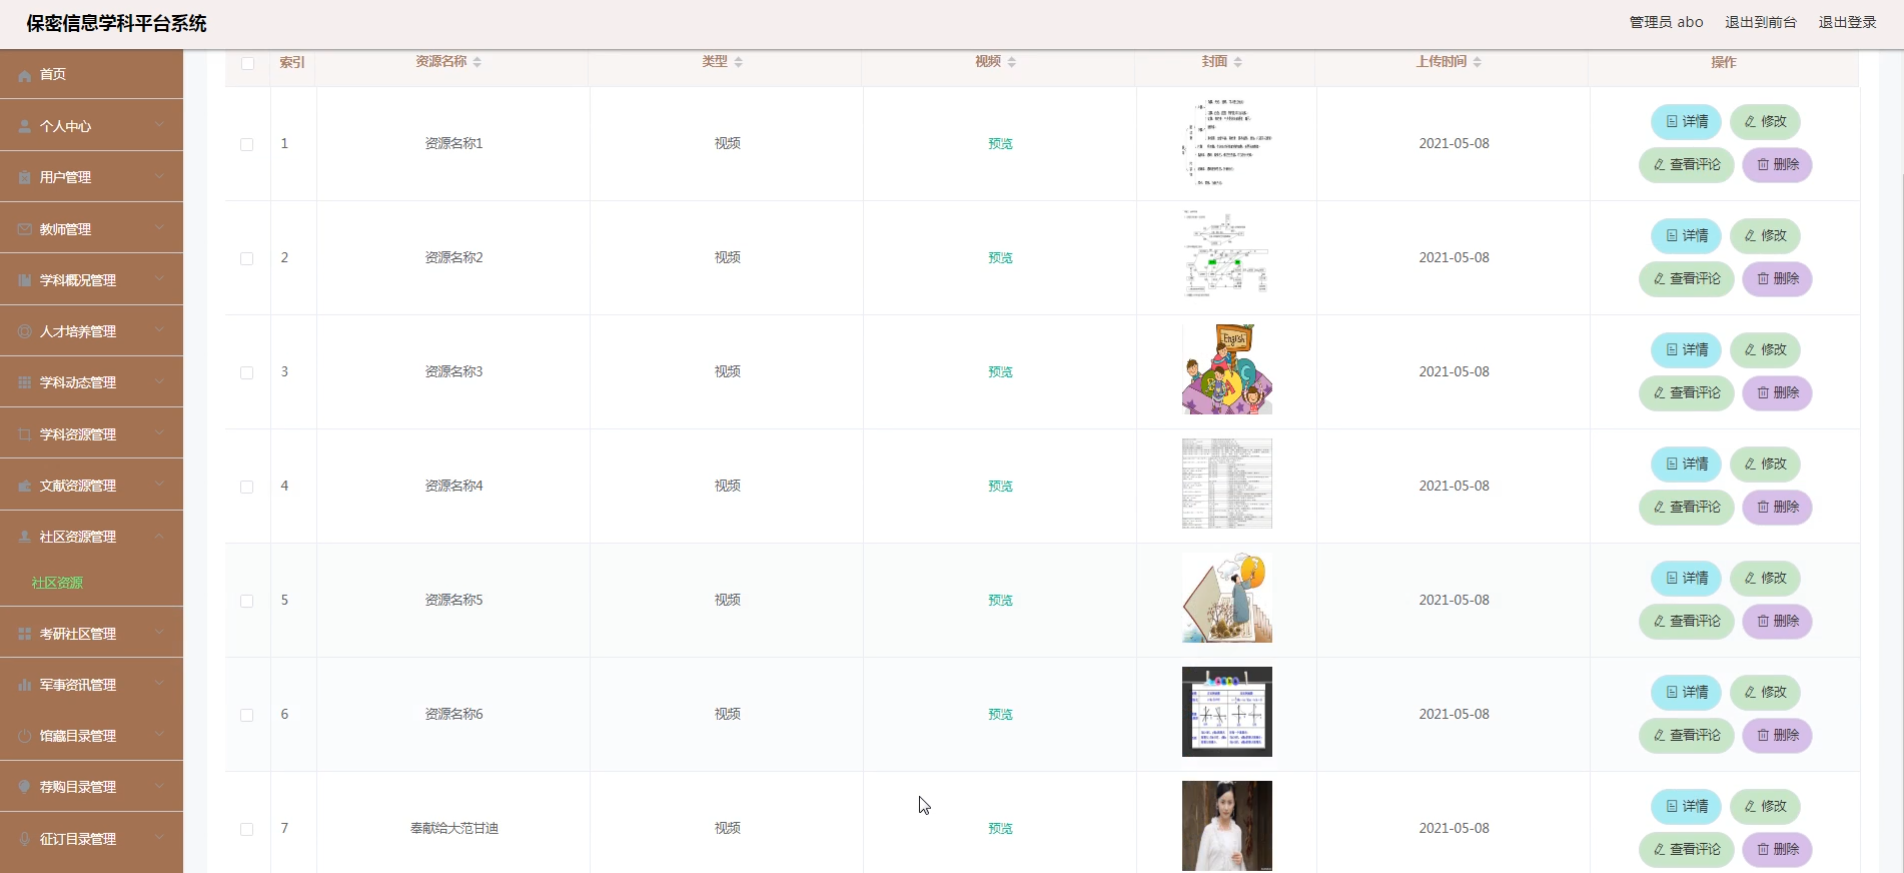 保密信息学科平台系统
管理员 abo 退出到前台 退出登录
首页
个人中心
用户管理
教师管理
学科概况管理
人才培养管理
学科动态管理
学科资源管理
文献资源管理
社区资源管理
社区资源
考研社区管理
军事资讯管理
馆藏目录管理
荐购目录管理
征订目录管理
索引 资源名称 类型 视频 封面 上传时间 操作
1 资源名称1 视频 预览 2021-05-08 详情 修改
查看评论 删除
2 资源名称2 视频 预览 2021-05-08 详情 修改
查看评论 删除
3 资源名称3 视频 预览 English 2021-05-08 详情 修改
查看评论 删除
4 资源名称4 视频 预览 2021-05-08 详情 修改
查看评论 删除
5 资源名称5 视频 预览 2021-05-08 详情 修改
查看评论 删除
6 资源名称6 视频 预览 2021-05-08 详情 修改
查看评论 删除
7 奉献给大范甘迪 视频 预览 2021-05-08 详情 修改
查看评论 删除